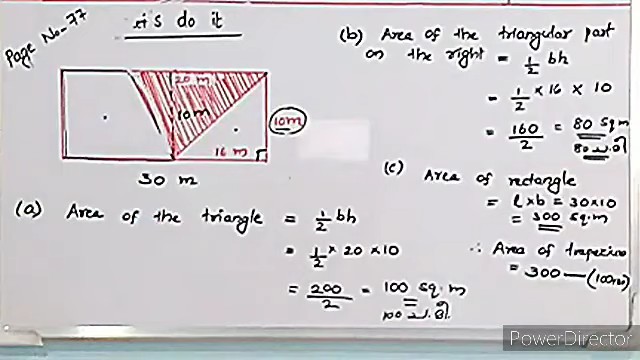 Page No-77
Let's do it
20 m
10m
10m
16 m
30 m
(a) Area of the triangle = 1/2 bh
= 1/2 × 20 × 10
= 200/2 = 100 sq.m
(b) Area of the triangular part
on the right = 1/2 bh
= 1/2 × 16 × 10
= 160/2 = 80 sq m
(c) Area of rectangle
= l×b = 30×10
= 300 sq.m
∴ Area of
= 300 —
PowerDirector